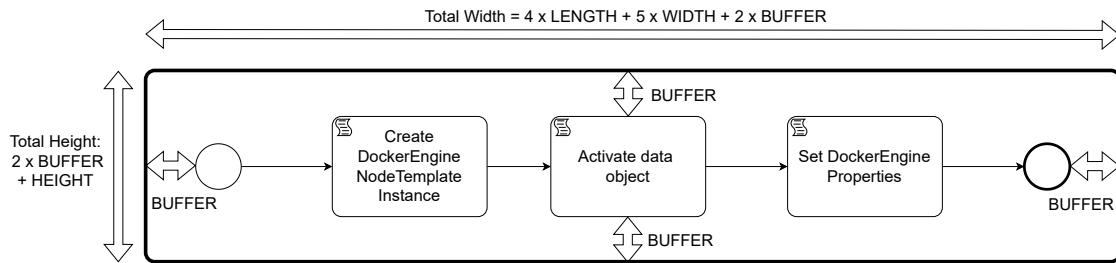 Total Width = 4 x LENGTH + 5 x WIDTH + 2 x BUFFER
Total Height:
2 x BUFFER
+ HEIGHT
BUFFER
BUFFER
Create
DockerEngine
NodeTemplate
Instance
Activate data
object
Set DockerEngine
Properties
BUFFER
BUFFER